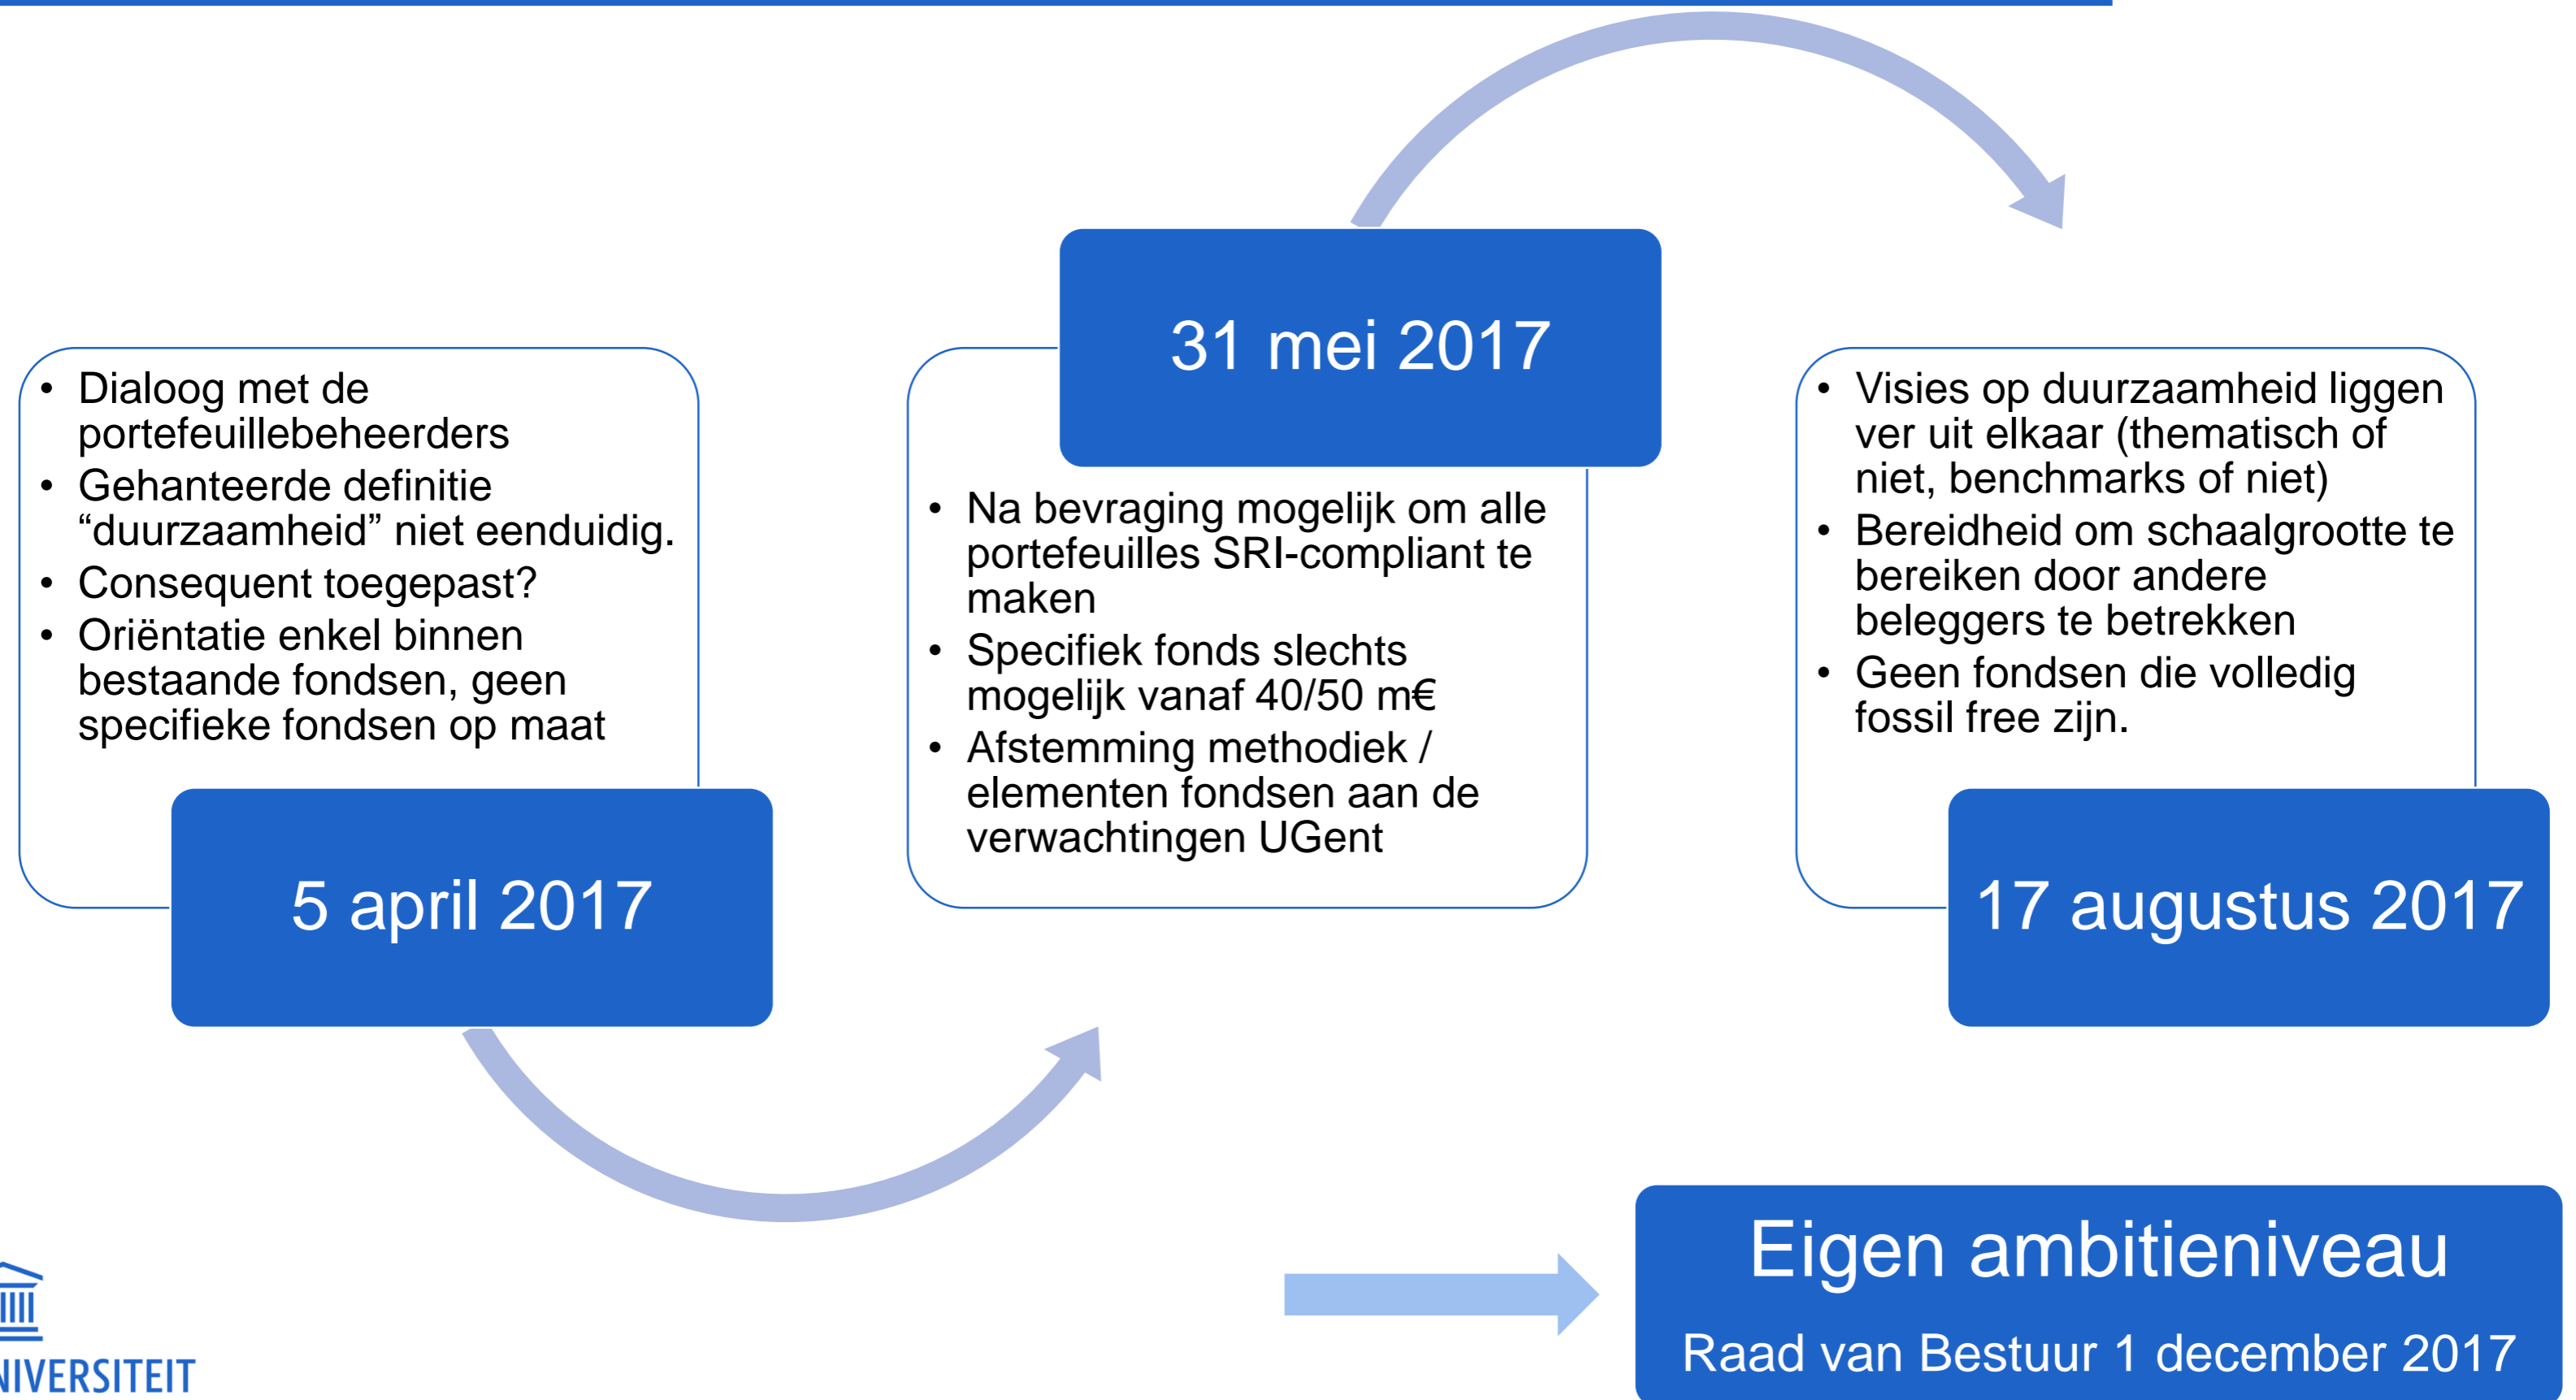 • Dialoog met de
portefeuillebeheerders
• Gehanteerde definitie
“duurzaamheid” niet eenduidig.
• Consequent toegepast?
• Oriëntatie enkel binnen
bestaande fondsen, geen
specifieke fondsen op maat
5 april 2017
31 mei 2017
• Na bevraging mogelijk om alle
portefeuilles SRI-compliant te
maken
• Specifiek fonds slechts
mogelijk vanaf 40/50 m€
• Afstemming methodiek /
elementen fondsen aan de
verwachtingen UGent
• Visies op duurzaamheid liggen
ver uit elkaar (thematisch of
niet, benchmarks of niet)
• Bereidheid om schaalgrootte te
bereiken door andere
beleggers te betrekken
• Geen fondsen die volledig
fossil free zijn.
17 augustus 2017
Eigen ambitieniveau
Raad van Bestuur 1 december 2017
NIVERSITEIT